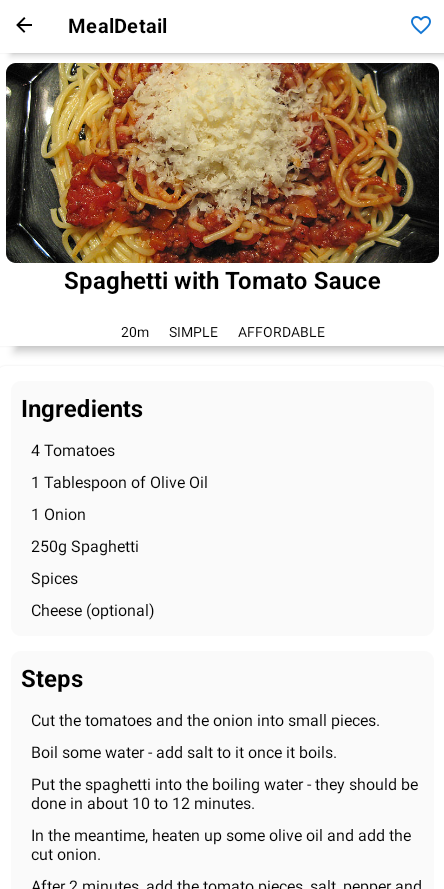 MealDetail
Spaghetti with Tomato Sauce
20m SIMPLE AFFORDABLE
Ingredients
4 Tomatoes
1 Tablespoon of Olive Oil
1 Onion
250g Spaghetti
Spices
Cheese (optional)
Steps
Cut the tomatoes and the onion into small pieces.
Boil some water - add salt to it once it boils.
Put the spaghetti into the boiling water - they should be
done in about 10 to 12 minutes.
In the meantime, heaten up some olive oil and add the
cut onion.
After 2 minutes, add the tomato pieces, salt, pepper and